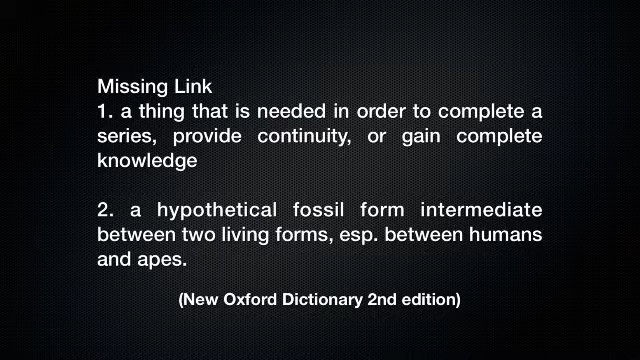 Missing Link
1. a thing that is needed in order to complete a
series, provide continuity, or gain complete
knowledge
2. a hypothetical fossil form intermediate
between two living forms, esp. between humans
and apes.
(New Oxford Dictionary 2nd edition)